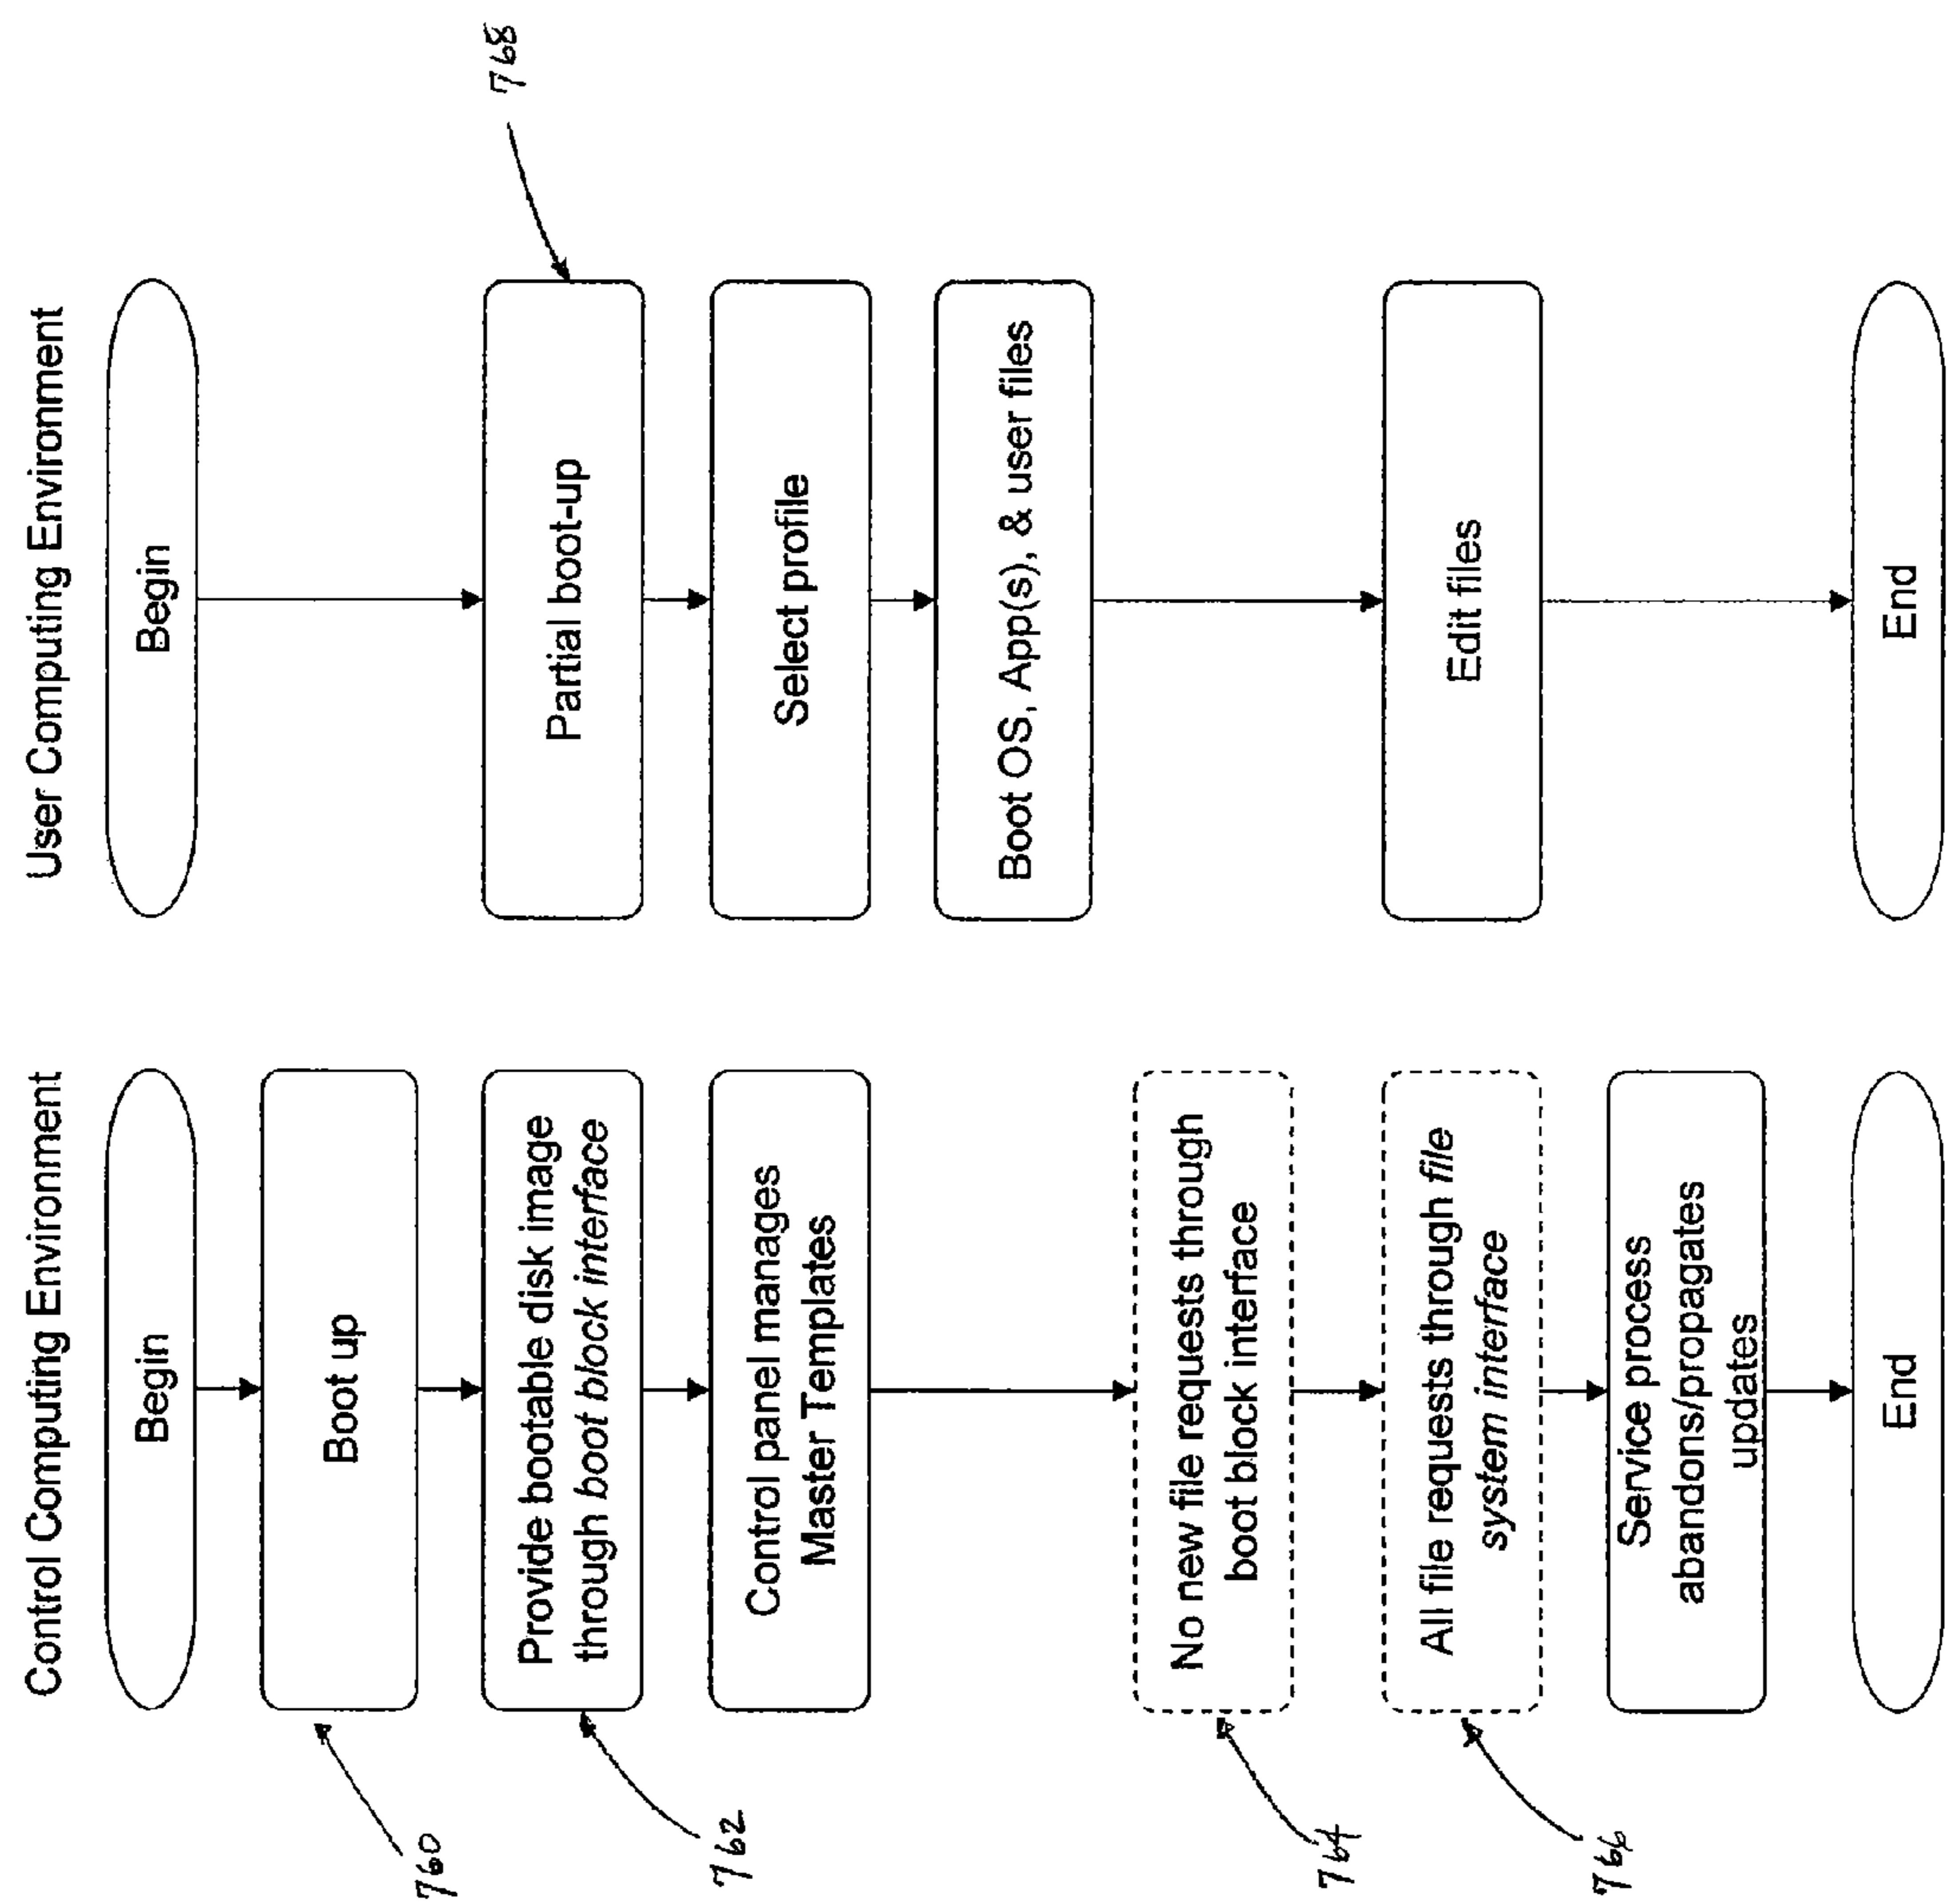 Control Computing Environment
Begin
Boot up
Provide bootable disk image
through boot block interface
Control panel manages
Master Templates
No new file requests through
boot block interface
All file requests through file
system interface
Service process
abandons/propagates
updates
End
760
762
764
766
User Computing Environment
Begin
Partial boot-up
Select profile
Boot OS, App(s), & user files
Edit files
End
768